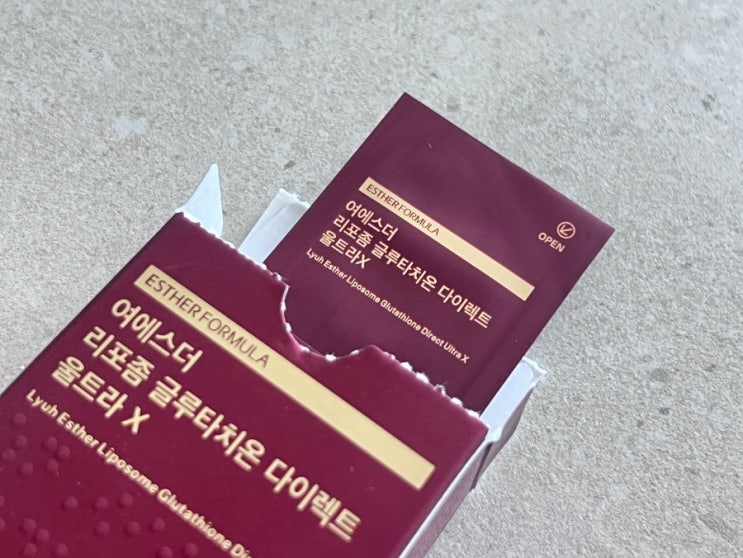 ESTHER FORMULA
여에스더
리포좀 글루타치온 다이렉트
울트라X
Lyuh Esther Liposome Glutathione Direct Ultra X
OPEN
ESTHER FORMULA
여에스더
리포좀 글루타치온 다이렉트
울트라 X
Lyuh Esther Liposome Glutathione